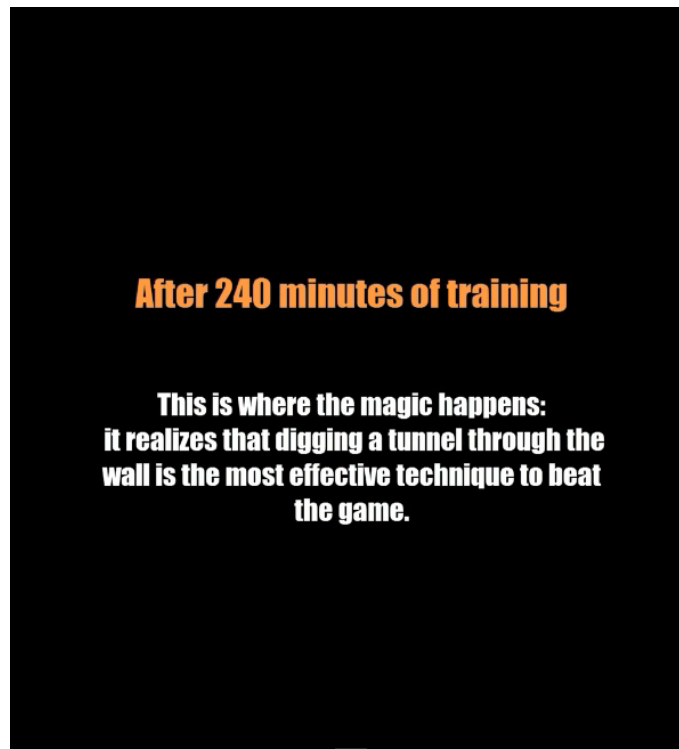 After 240 minutes of training
This is where the magic happens:
it realizes that digging a tunnel through the
wall is the most effective technique to beat
the game.